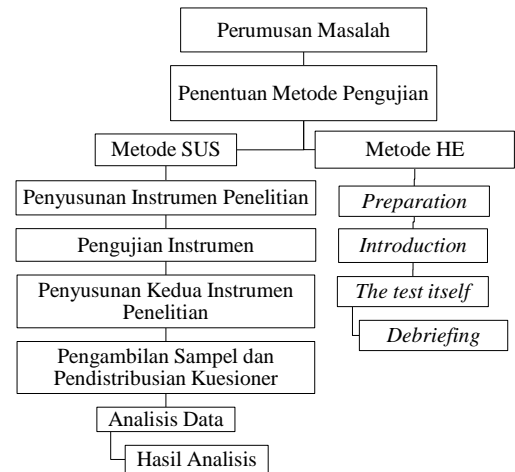 Perumusan Masalah
Penentuan Metode Pengujian
Metode SUS
Penyusunan Instrumen Penelitian
Pengujian Instrumen
Penyusunan Kedua Instrumen
Penelitian
Pengambilan Sampel dan
Pendistribusian Kuesioner
Analisis Data
Hasil Analisis
Metode HE
Preparation
Introduction
The test itself
Debriefing